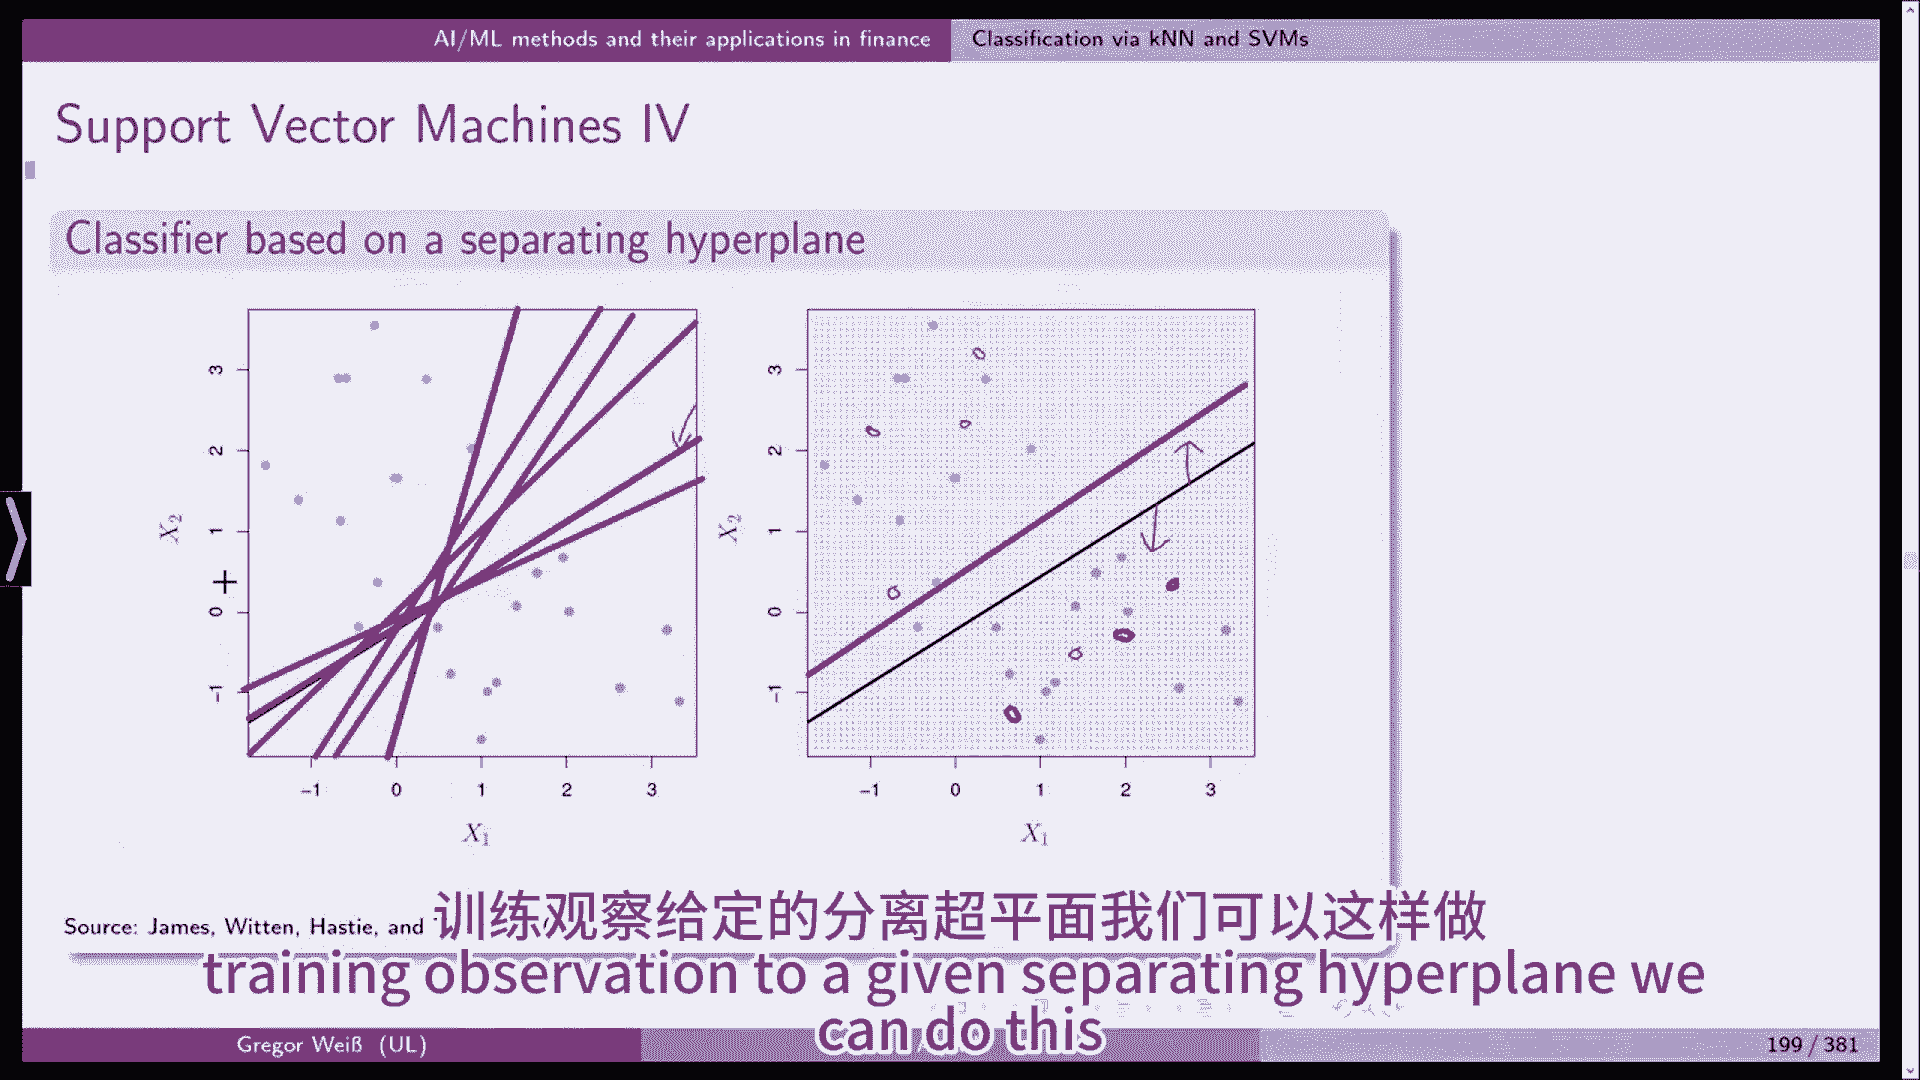 AI/ML methods and their applications in finance
Classification via kNN and SVMs
Support Vector Machines IV
Classifier based on a separating hyperplane
3
2
1
0
-1
X2
-1 0 1 2 3
X1
3
2
1
0
-1
X2
-1 0 1 2 3
X1
Source: James, Witten, Hastie, and
训练观察给定的分离超平面我们可以这样做
training observation to a given separating hyperplane we
can do this
Gregor Weiß (UL)
199 / 381